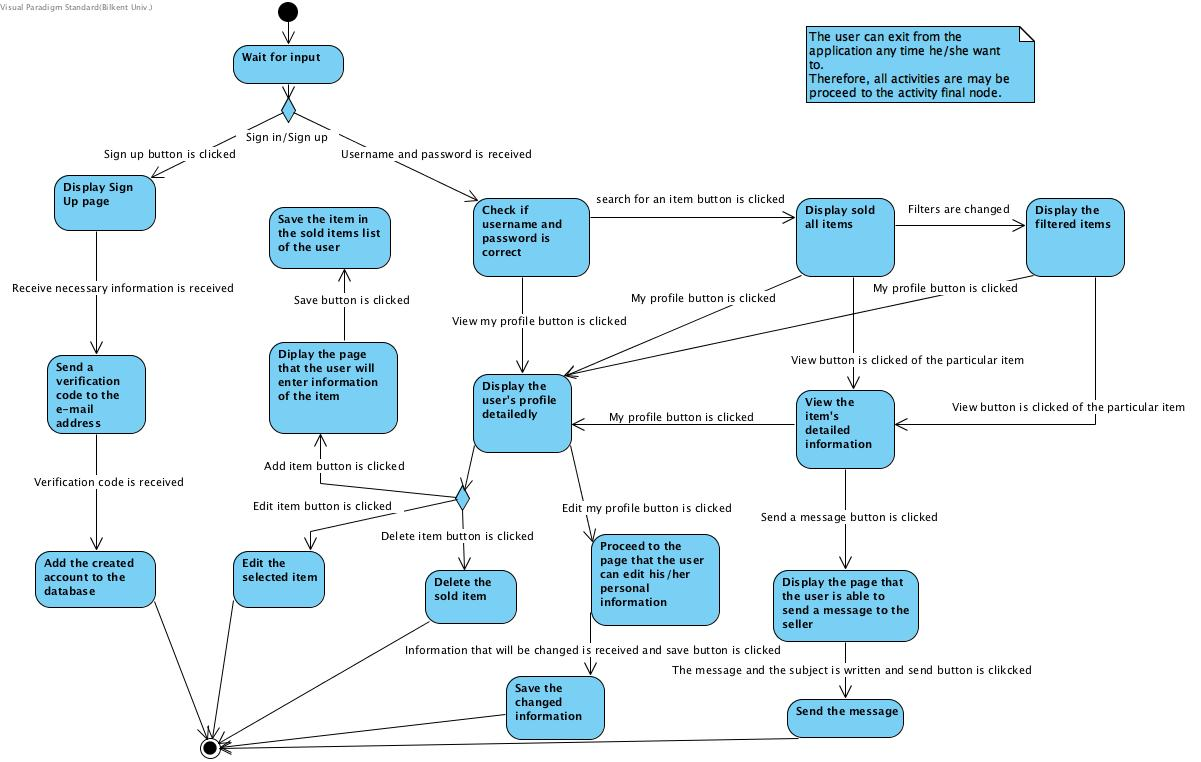 Visual Paradigm Standard(Bilkent Univ.)
Wait for input
The user can exit from the
application any time he/she want
to.
Therefore, all activities are may be
proceed to the activity final node.
Sign in/Sign up
Sign up button is clicked
Username and password is received
Display Sign
Up page
Save the item in
the sold items list
of the user
Check if
username and
password is
correct
search for an item button is clicked
Display sold
all items
Filters are changed
Display the
filtered items
Receive necessary information is received
Save button is clicked
View my profile button is clicked
My profile button is clicked
My profile button is clicked
Send a
verification
code to the
e-mail
address
Diplay the page
that the user will
enter information
of the item
Display the
user's profile
detailedly
View button is clicked of the particular item
View the
item's
detailed
information
My profile button is clicked
View button is clicked of the particular item
Verification code is received
Add item button is clicked
Edit item button is clicked
Delete item button is clicked
Edit my profile button is clicked
Send a message button is clicked
Add the created
account to the
database
Edit the
selected item
Delete the
sold item
Proceed to the
page that the user
can edit his/her
personal
information
Display the page that
the user is able to
send a message to the
seller
Information that will be changed is received and save button is clicked
The message and the subject is written and send button is clikcked
Save the
changed
information
Send the message